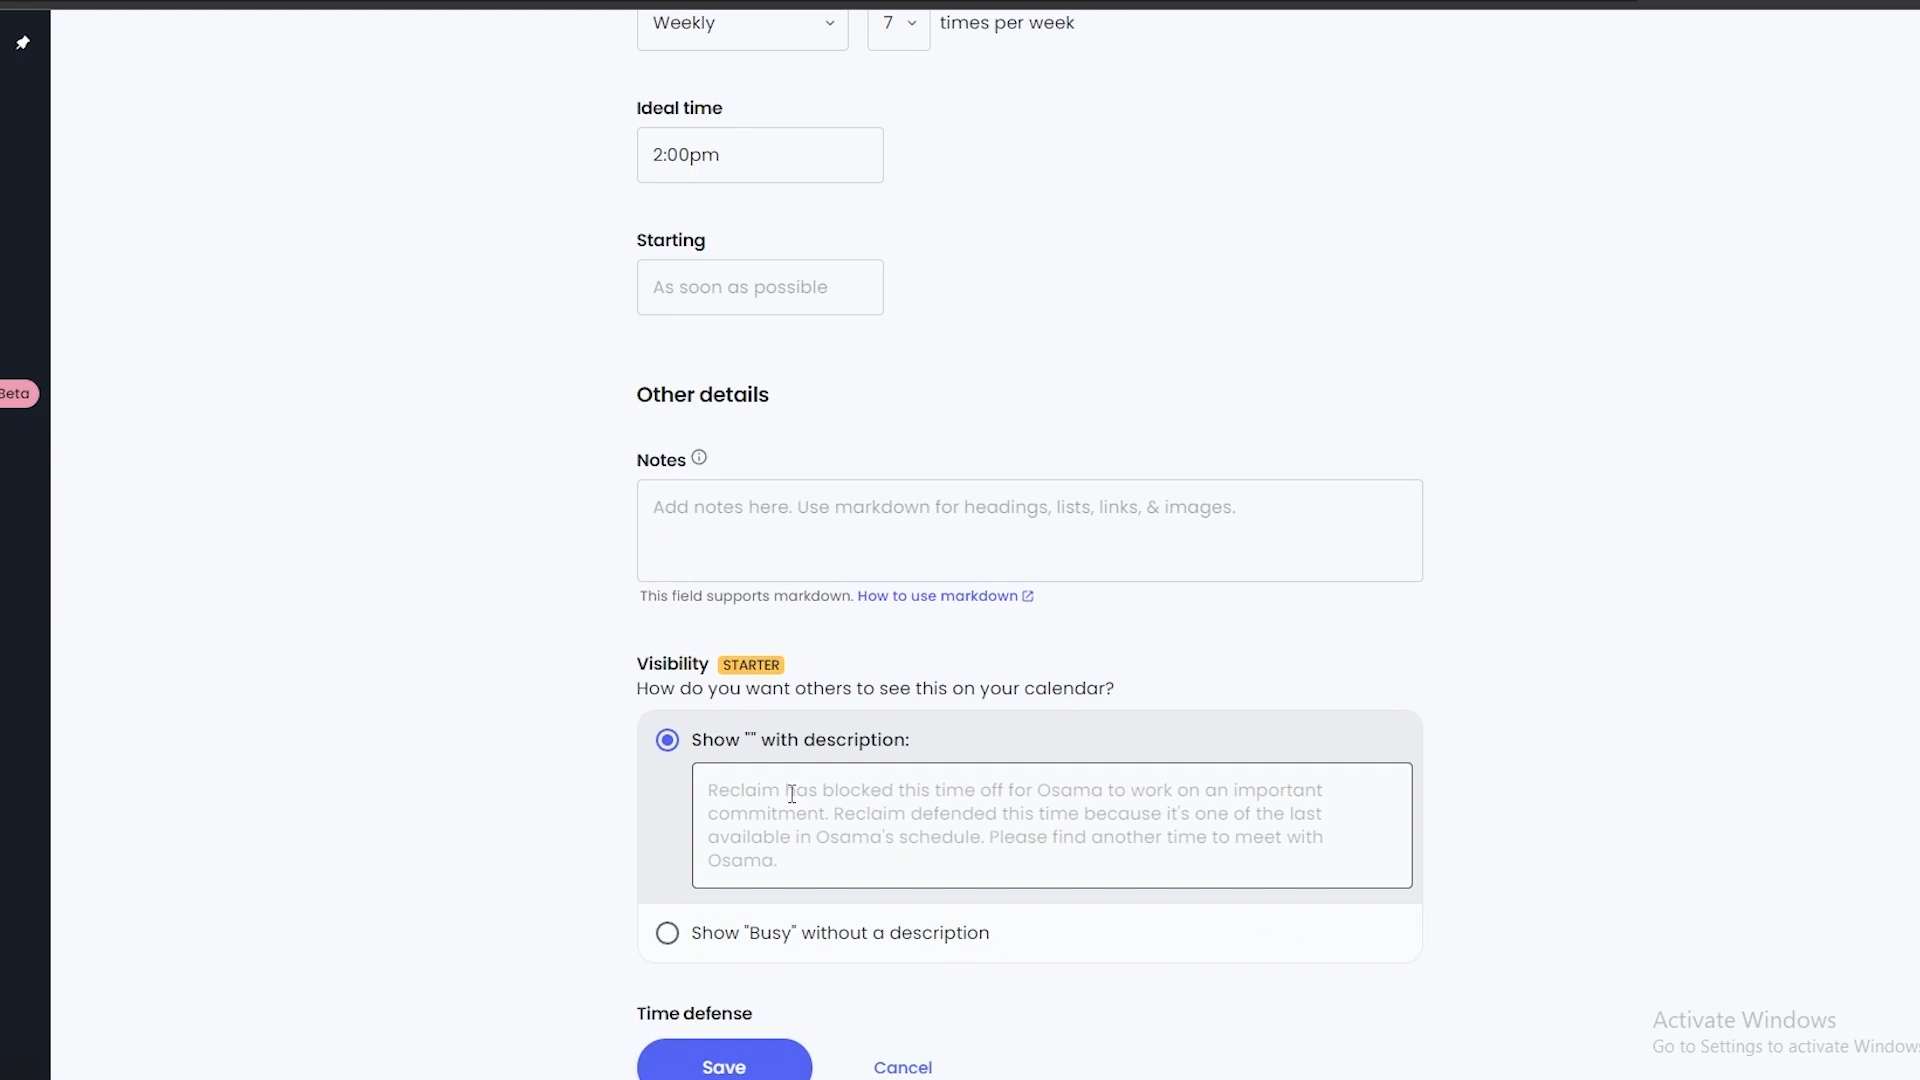 Weekly 7 times per week
Ideal time
2:00pm
Starting
As soon as possible
Beta
Other details
Notes
Add notes here. Use markdown for headings, lists, links, & images.
This field supports markdown. How to use markdown
Visibility STARTER
How do you want others to see this on your calendar?
Show "" with description:
Reclaim has blocked this time off for Osama to work on an important
commitment. Reclaim defended this time because it's one of the last
available in Osama's schedule. Please find another time to meet with
Osama.
Show "Busy" without a description
Time defense
Save Cancel
Activate Windows
Go to Settings to activate Windows